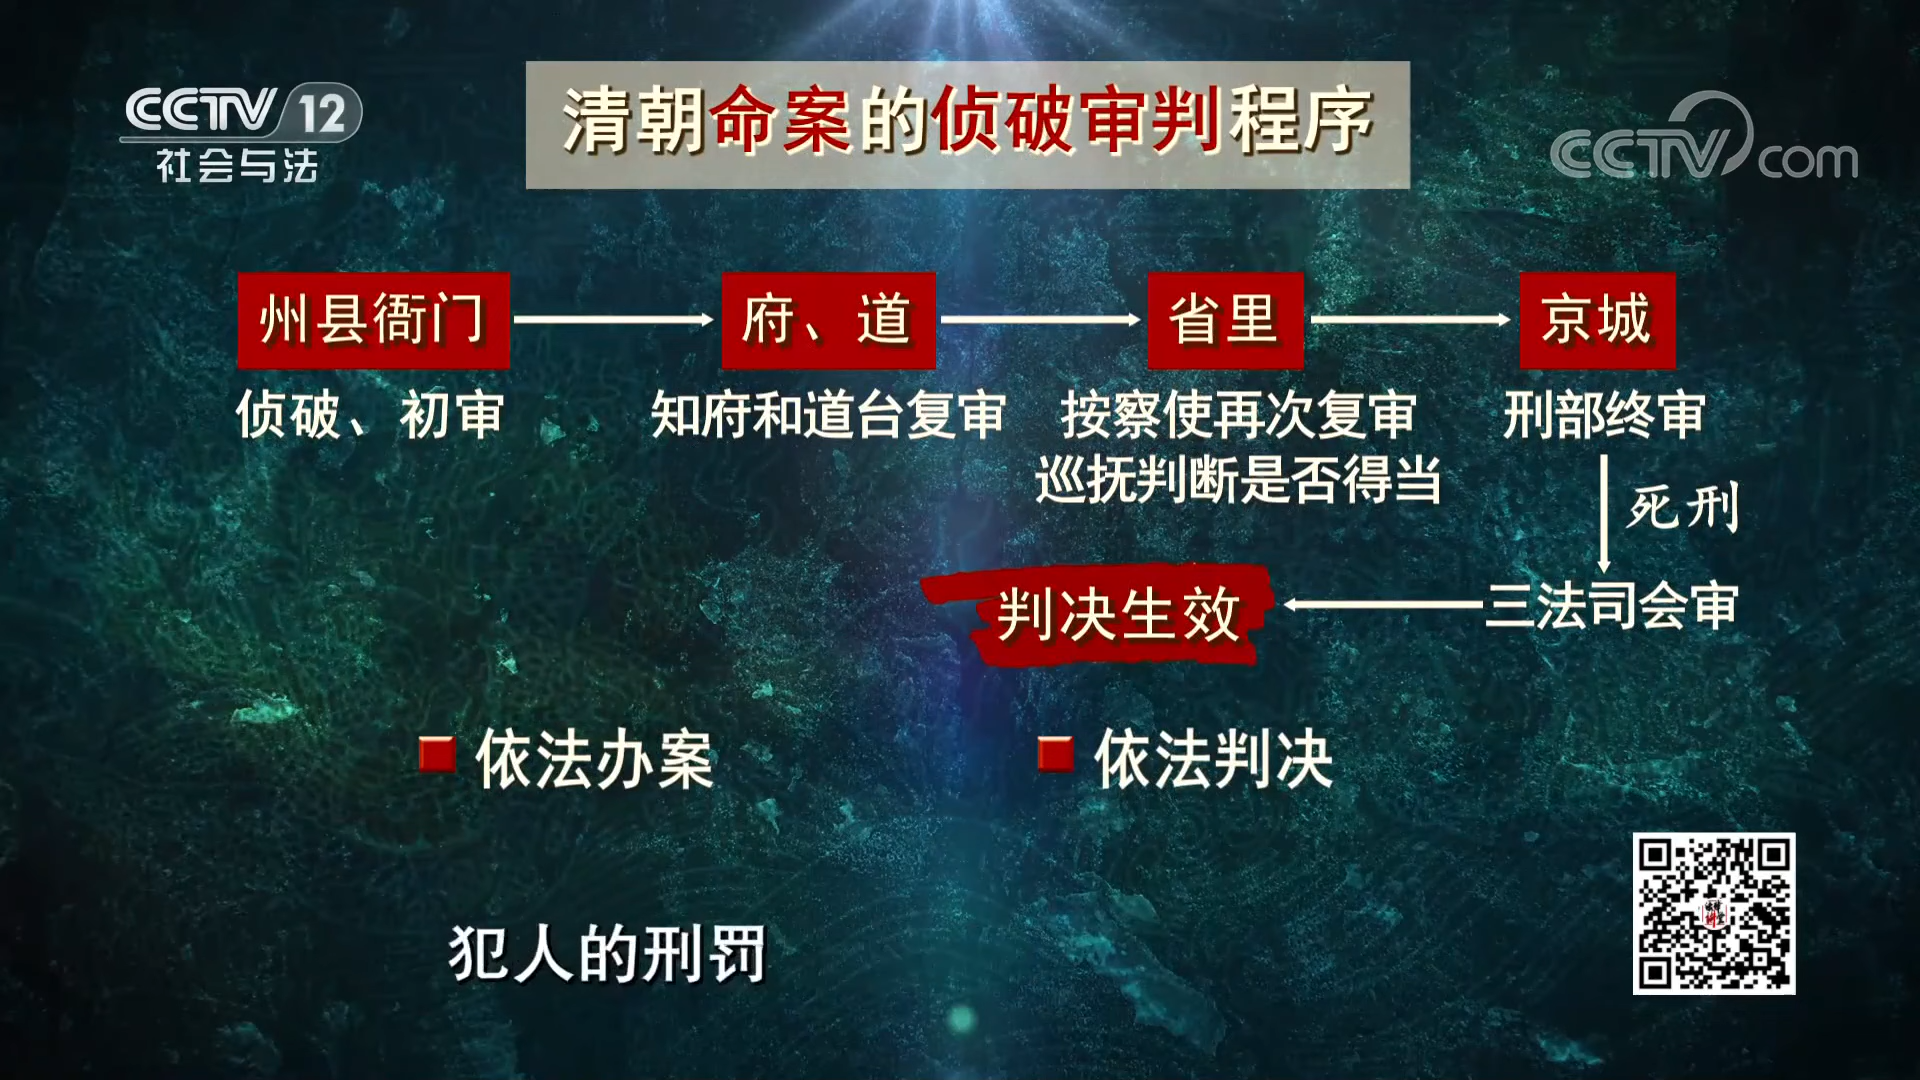 清朝命案的侦破审判程序
CCTV 12
社会与法
CCTV com
州县衙门
府、道
省里
京城
侦破、初审
知府和道台复审
按察使再次复审
巡抚判断是否得当
刑部终审
死刑
三法司会审
判决生效
依法办案
依法判决
犯人的刑罚